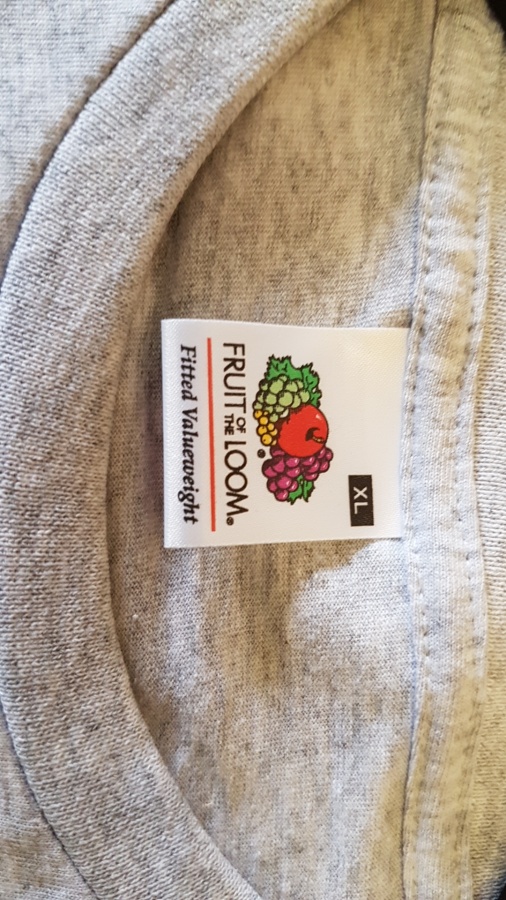 XL
®
FRUIT OF THE LOOM®
Fitted Valueweight